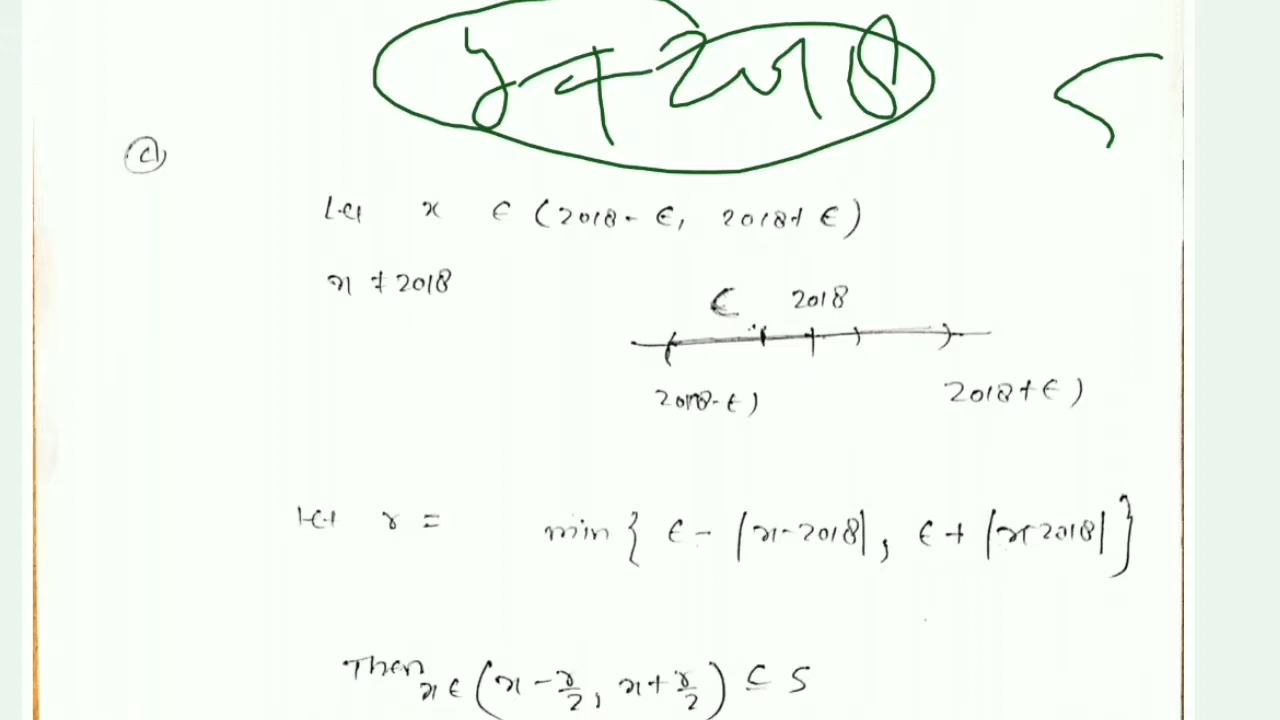 x ≠ 2018
(c)
Let x ∈ (2018 - ∈, 2018 + ∈)
x ≠ 2018
∈ 2018
2018 - ∈) 2018 + ∈)
Let r = min { ∈ - |x - 2018|, ∈ + |x - 2018| }
Then x ∈ (x - r/2, x + r/2) ⊆ S